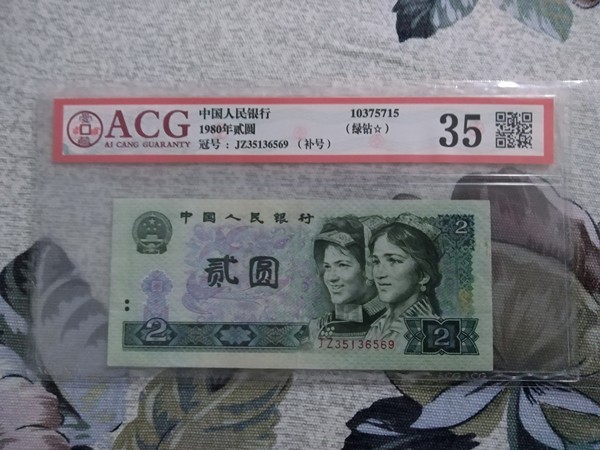 ACG
AI CANG GUARANTY
中国人民银行
1980年贰圆
冠号：JZ35136569（补号）
10375715
（绿钻☆）
35
中国人民银行
贰圆
2
2
2
JZ35136569